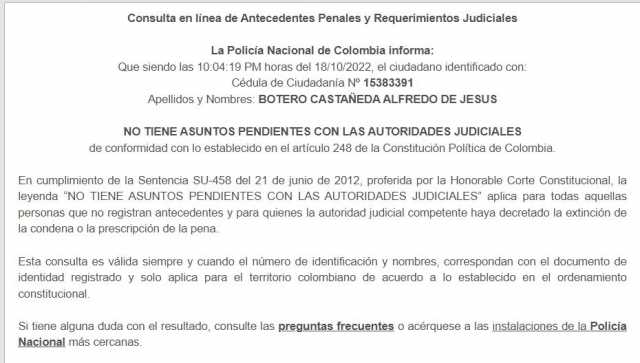 Consulta en línea de Antecedentes Penales y Requerimientos Judiciales
La Policía Nacional de Colombia informa:
Que siendo las 10:04:19 PM horas del 18/10/2022, el ciudadano identificado con:
Cédula de Ciudadanía Nº 15383391
Apellidos y Nombres: BOTERO CASTAÑEDA ALFREDO DE JESUS
NO TIENE ASUNTOS PENDIENTES CON LAS AUTORIDADES JUDICIALES
de conformidad con lo establecido en el artículo 248 de la Constitución Política de Colombia.
En cumplimiento de la Sentencia SU-458 del 21 de junio de 2012, proferida por la Honorable Corte Constitucional, la
leyenda “NO TIENE ASUNTOS PENDIENTES CON LAS AUTORIDADES JUDICIALES” aplica para todas aquellas
personas que no registran antecedentes y para quienes la autoridad judicial competente haya decretado la extinción de
la condena o la prescripción de la pena.
Esta consulta es válida siempre y cuando el número de identificación y nombres, correspondan con el documento de
identidad registrado y solo aplica para el territorio colombiano de acuerdo a lo establecido en el ordenamiento
constitucional.
Si tiene alguna duda con el resultado, consulte las preguntas frecuentes o acérquese a las instalaciones de la Policía
Nacional más cercanas.